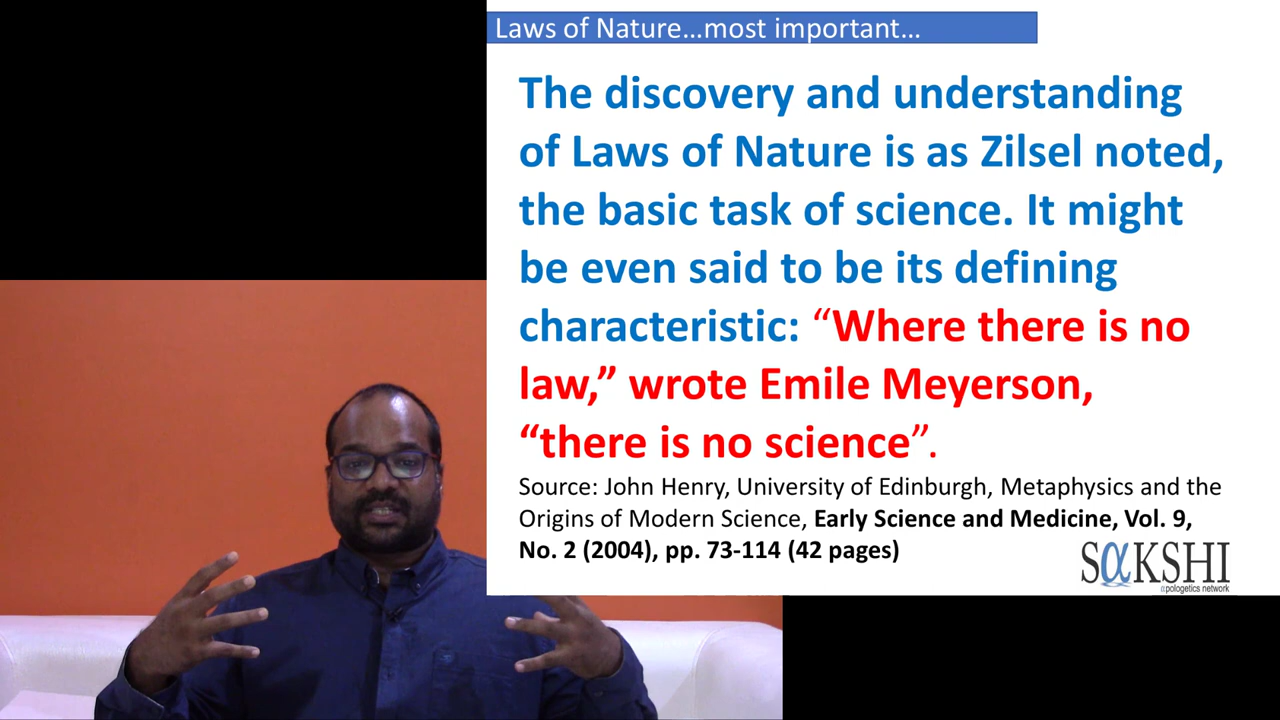 Laws of Nature…most important…
The discovery and understanding
of Laws of Nature is as Zilsel noted,
the basic task of science. It might
be even said to be its defining
characteristic: “Where there is no
law,” wrote Emile Meyerson,
“there is no science”.
Source: John Henry, University of Edinburgh, Metaphysics and the
Origins of Modern Science, Early Science and Medicine, Vol. 9,
No. 2 (2004), pp. 73-114 (42 pages)
SαKSHI
αpologetics network